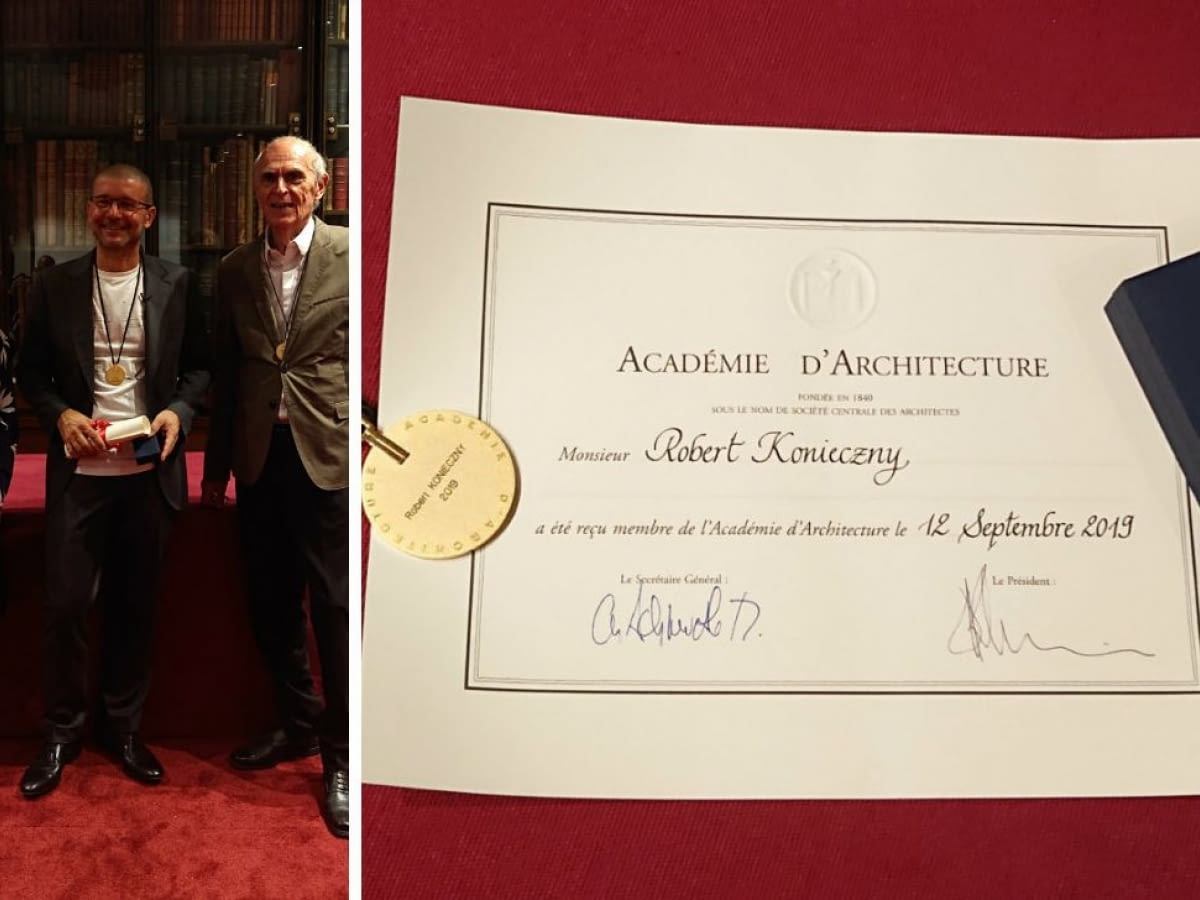 ACADÉMIE D'ARCHITECTURE
FONDÉE EN 1840
SOUS LE NOM DE SOCIÉTÉ CENTRALE DES ARCHITECTES
Monsieur Robert Konieczny
a été reçu membre de l'Académie d'Architecture le 12 Septembre 2019
Le Secrétaire Général :
Le Président :
ACADEMIE D'ARCHITECTURE
Robert KONIECZNY
2019